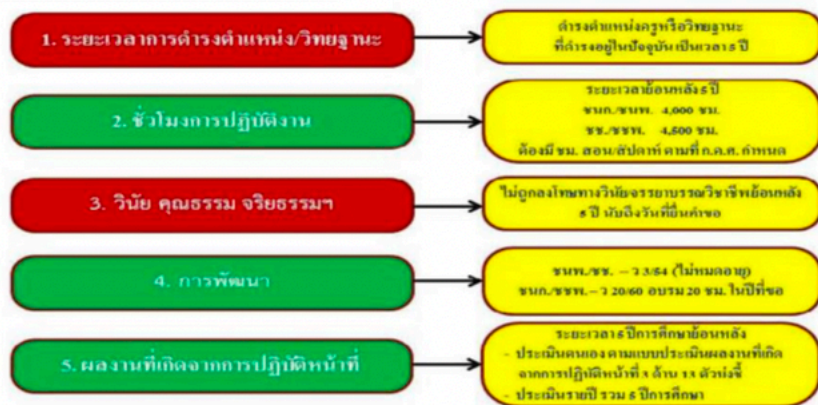 1. ระยะเวลาการดำรงตำแหน่ง/วิทยฐานะ
ดำรงตำแหน่งครูหรือวิทยฐานะ
ที่ดำรงอยู่ในปัจจุบัน เป็นเวลา 5 ปี
2. ชั่วโมงการปฏิบัติงาน
ระยะเวลาย้อนหลัง 5 ปี
ชนก./ชนพ. 4,000 ชม.
ชช./ชชพ. 4,500 ชม.
ต้องมี ชม. สอน/สัปดาห์ ตามที่ ก.ค.ศ. กำหนด
3. วินัย คุณธรรม จริยธรรมฯ
ไม่ถูกลงโทษทางวินัยจรรยาบรรณวิชาชีพย้อนหลัง
5 ปี นับถึงวันที่ยื่นคำขอ
4. การพัฒนา
ชนพ./ชช. – ว 3/54 (ไม่หมดอายุ)
ชนก./ชชพ.– ว 20/60 อบรม 20 ชม. ในปีที่ขอ
5. ผลงานที่เกิดจากการปฏิบัติหน้าที่
ระยะเวลา 5 ปีการศึกษาย้อนหลัง
- ประเมินตนเอง ตามแบบประเมินผลงานที่เกิด
จากการปฏิบัติหน้าที่ 3 ด้าน 13 ตัวบ่งชี้
- ประเมินรายปี รวม 5 ปีการศึกษา